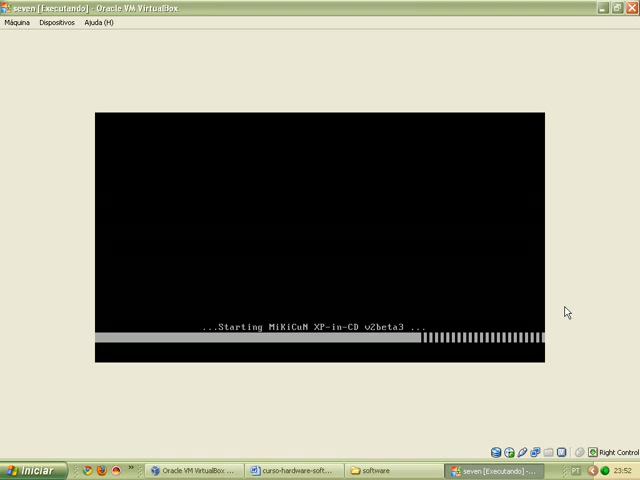 seven [Executando] - Oracle VM VirtualBox
Máquina Dispositivos Ajuda (H)
...Starting MiKiCuN XP-in-CD v2beta3 ...
Right Control
Iniciar » Oracle VM VirtualBox ... curso-hardware-soft... software seven [Executando] -... PT 23:52